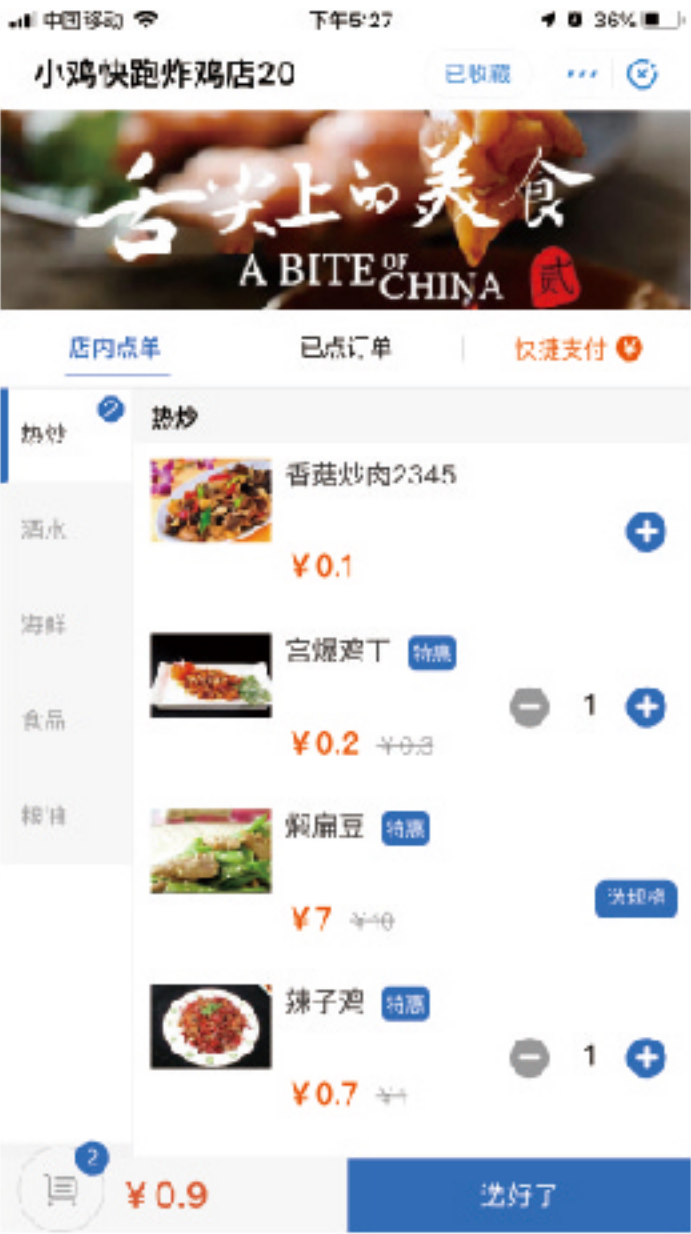 中国移动 下午5:27 36%
小鸡快跑炸鸡店20 已收藏
舌尖上的美食
A BITE OF CHINA
贰
店内点单 已点订单 快捷支付
热炒 2
酒水
海鲜
食品
粮油
热炒
香菇炒肉2345
¥0.1
宫爆鸡丁 特惠
1
¥0.2 ¥0.3
焖扁豆 特惠
选规格
¥7 ¥10
辣子鸡 特惠
1
¥0.7 ¥1
2
¥0.9 选好了